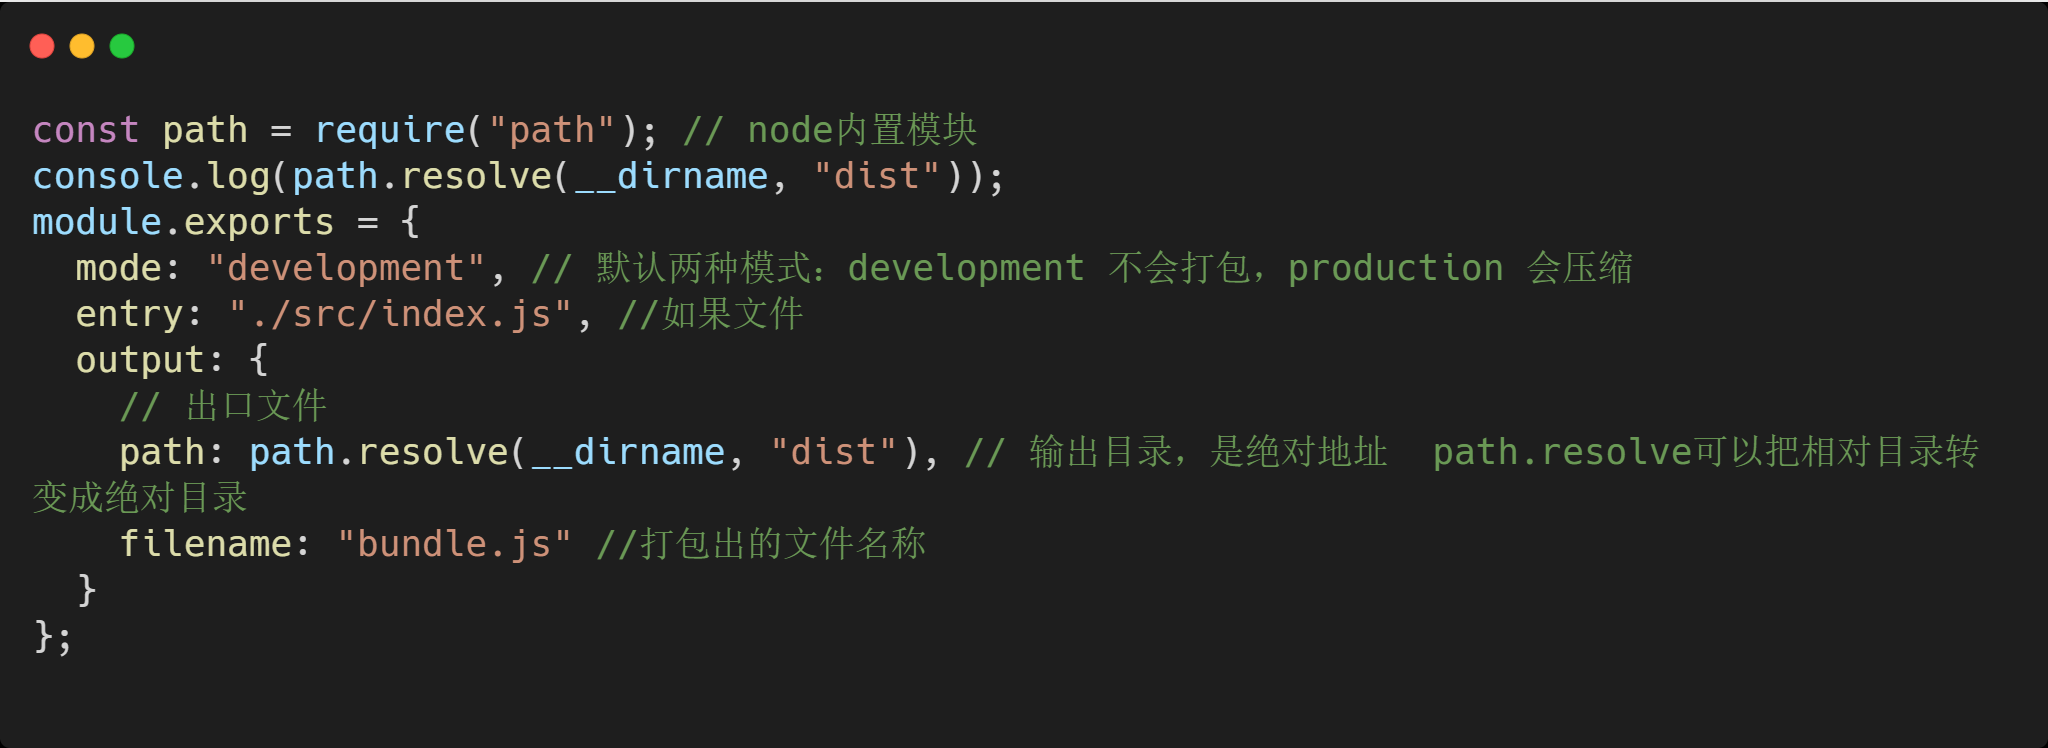 const path = require("path"); // node内置模块
console.log(path.resolve(__dirname, "dist"));
module.exports = {
  mode: "development", // 默认两种模式：development 不会打包，production 会压缩
  entry: "./src/index.js", //如果文件
  output: {
    // 出口文件
    path: path.resolve(__dirname, "dist"), // 输出目录，是绝对地址  path.resolve可以把相对目录转
变成绝对目录
    filename: "bundle.js" //打包出的文件名称
  }
};